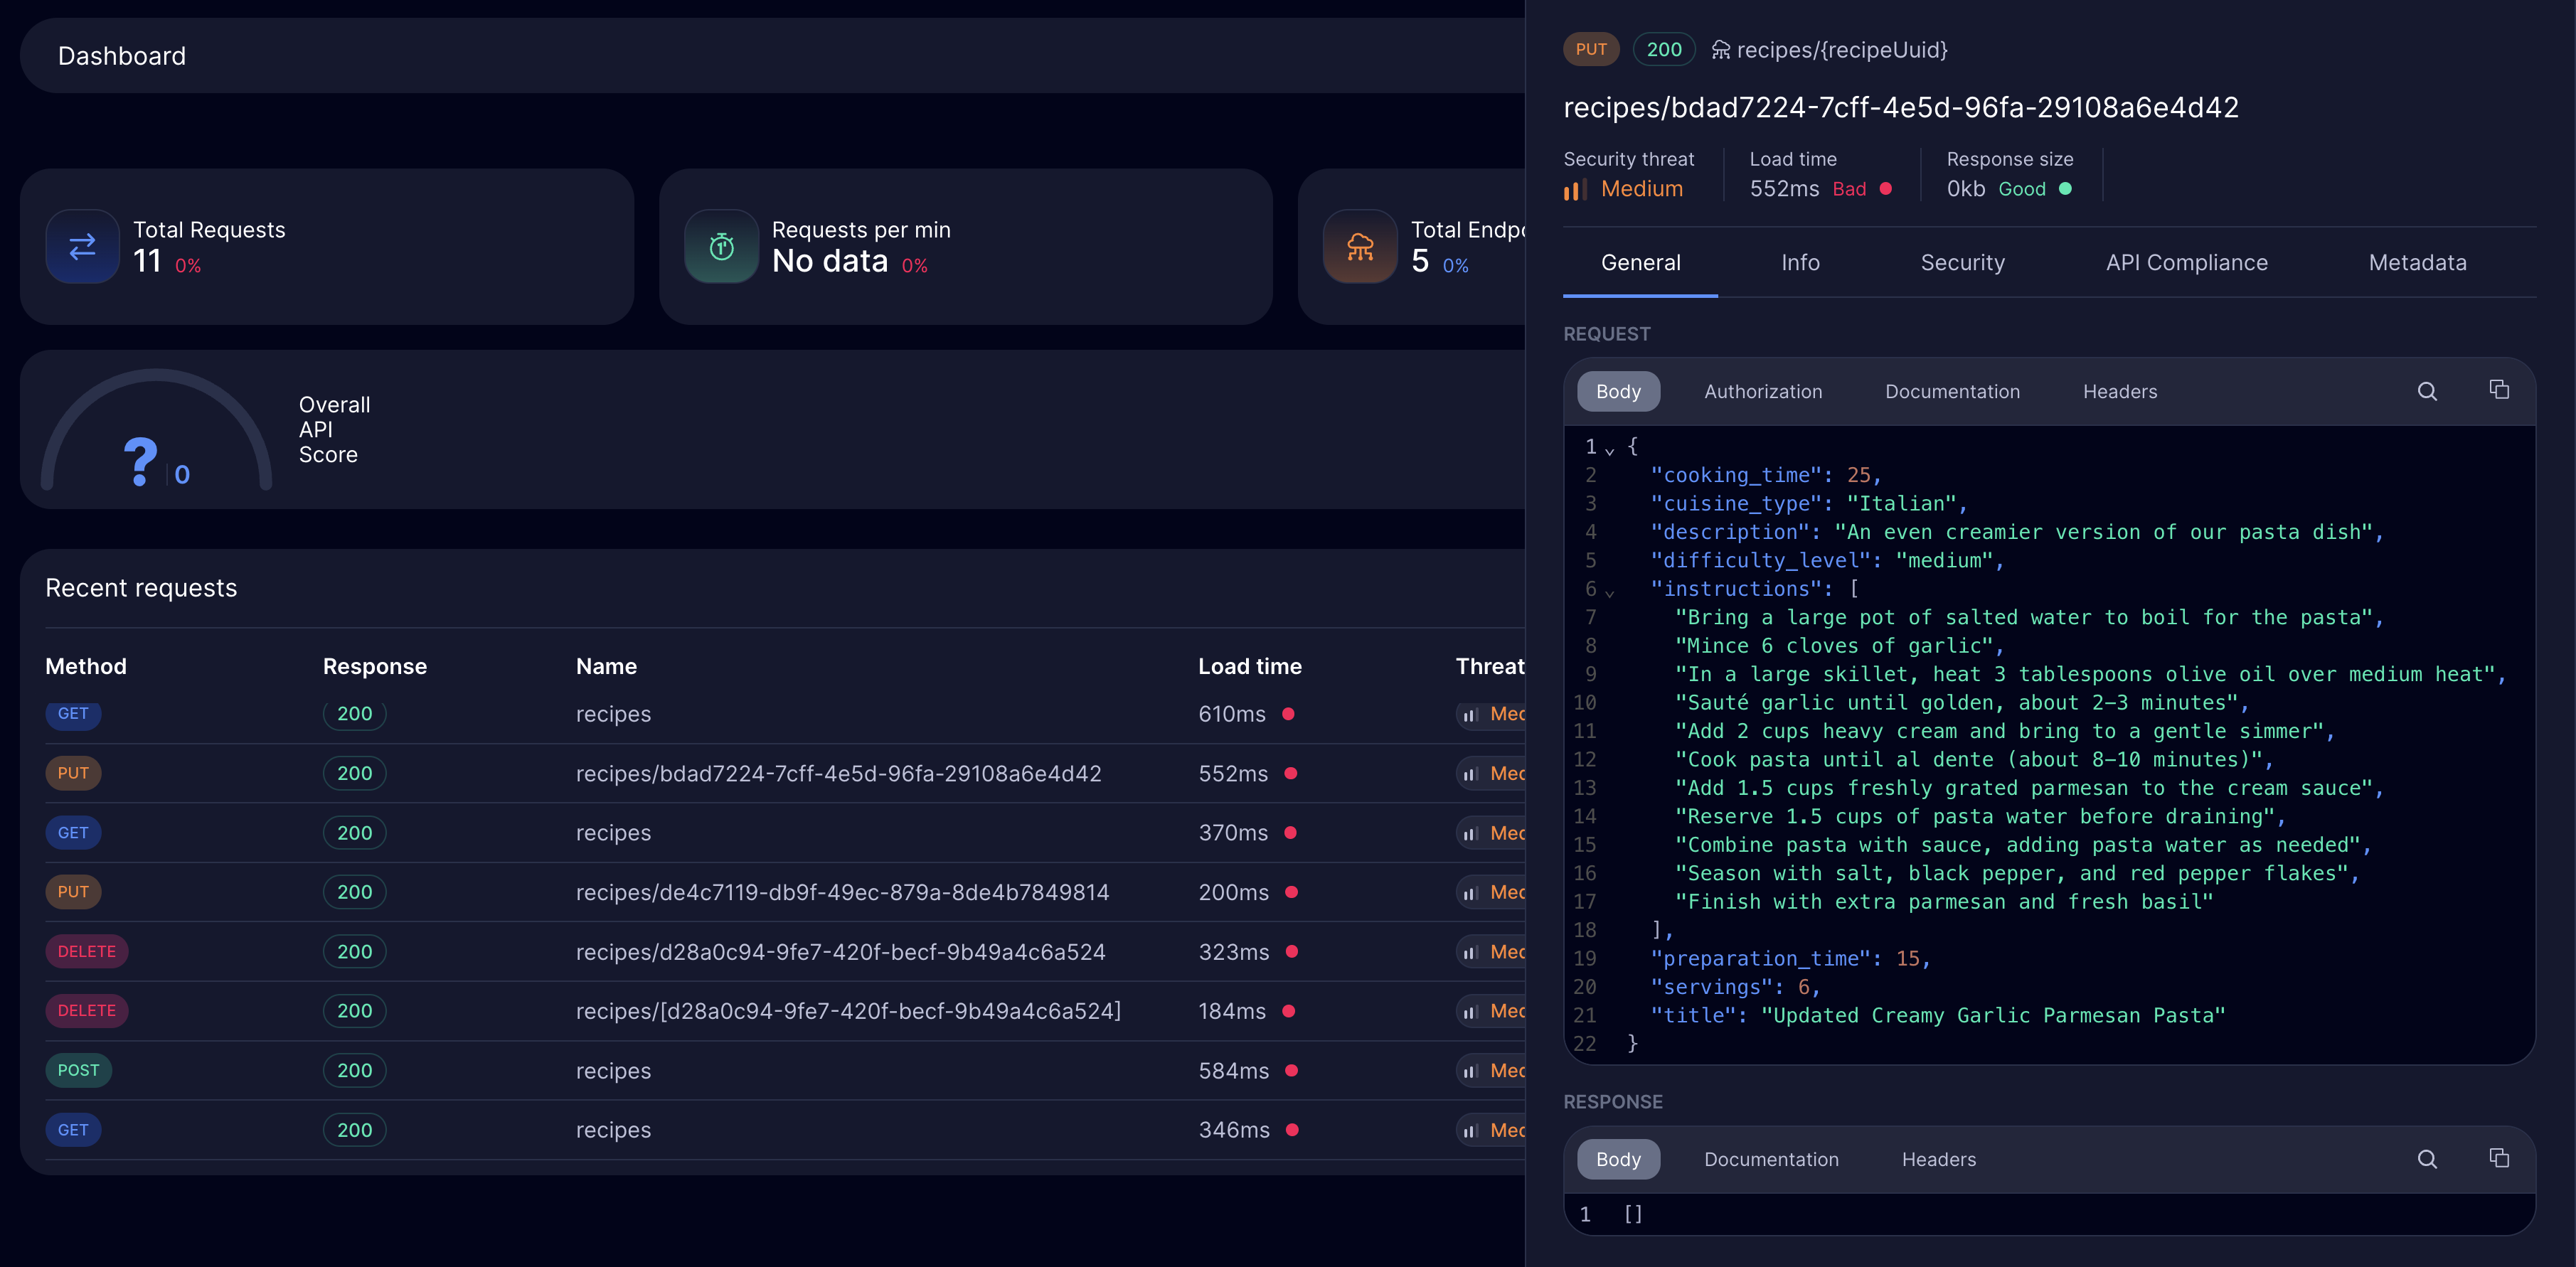 Dashboard
Total Requests
11 0%
Requests per min
No data 0%
Total Endpo
5 0%
? 0
Overall
API
Score
Recent requests
Method Response Name Load time Threat
GET 200 recipes 610ms Med
PUT 200 recipes/bdad7224-7cff-4e5d-96fa-29108a6e4d42 552ms Med
GET 200 recipes 370ms Med
PUT 200 recipes/de4c7119-db9f-49ec-879a-8de4b7849814 200ms Med
DELETE 200 recipes/d28a0c94-9fe7-420f-becf-9b49a4c6a524 323ms Med
DELETE 200 recipes/[d28a0c94-9fe7-420f-becf-9b49a4c6a524] 184ms Med
POST 200 recipes 584ms Med
GET 200 recipes 346ms Med
PUT 200 recipes/{recipeUuid}
recipes/bdad7224-7cff-4e5d-96fa-29108a6e4d42
Security threat Load time Response size
Medium 552ms Bad 0kb Good
General Info Security API Compliance Metadata
REQUEST
Body Authorization Documentation Headers
1 {
2 "cooking_time": 25,
3 "cuisine_type": "Italian",
4 "description": "An even creamier version of our pasta dish",
5 "difficulty_level": "medium",
6 "instructions": [
7 "Bring a large pot of salted water to boil for the pasta",
8 "Mince 6 cloves of garlic",
9 "In a large skillet, heat 3 tablespoons olive oil over medium heat",
10 "Sauté garlic until golden, about 2-3 minutes",
11 "Add 2 cups heavy cream and bring to a gentle simmer",
12 "Cook pasta until al dente (about 8-10 minutes)",
13 "Add 1.5 cups freshly grated parmesan to the cream sauce",
14 "Reserve 1.5 cups of pasta water before draining",
15 "Combine pasta with sauce, adding pasta water as needed",
16 "Season with salt, black pepper, and red pepper flakes",
17 "Finish with extra parmesan and fresh basil"
18 ],
19 "preparation_time": 15,
20 "servings": 6,
21 "title": "Updated Creamy Garlic Parmesan Pasta"
22 }
RESPONSE
Body Documentation Headers
1 []